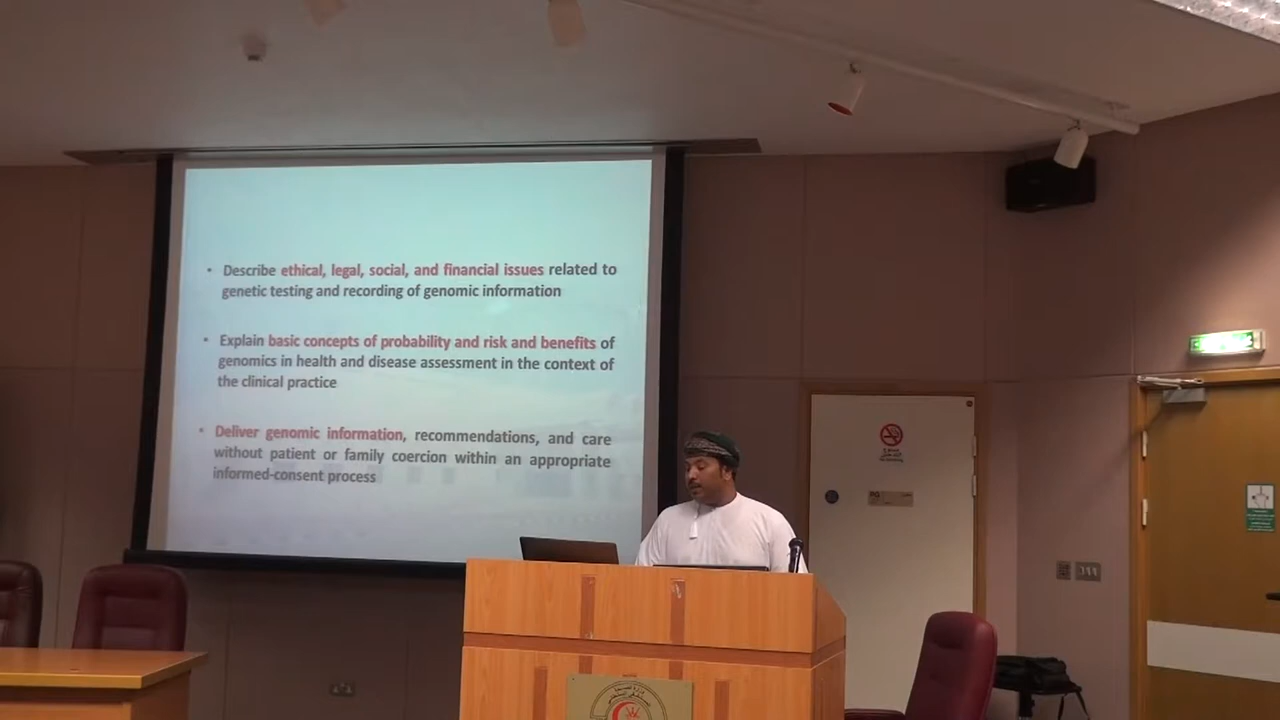 • Describe ethical, legal, social, and financial issues related to
genetic testing and recording of genomic information
• Explain basic concepts of probability and risk and benefits of
genomics in health and disease assessment in the context of
the clinical practice
• Deliver genomic information, recommendations, and care
without patient or family coercion within an appropriate
informed-consent process